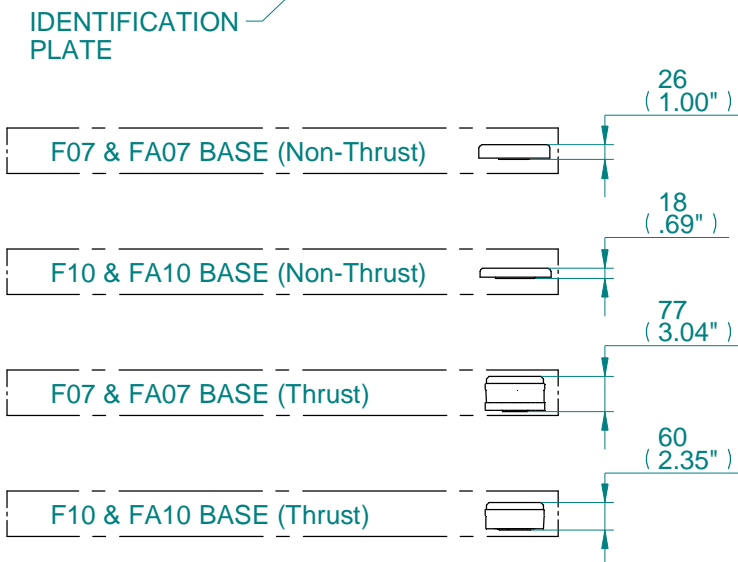 IDENTIFICATION
PLATE
26
( 1.00" )
F07 & FA07 BASE (Non-Thrust)
18
( .69" )
F10 & FA10 BASE (Non-Thrust)
77
( 3.04" )
F07 & FA07 BASE (Thrust)
60
( 2.35" )
F10 & FA10 BASE (Thrust)